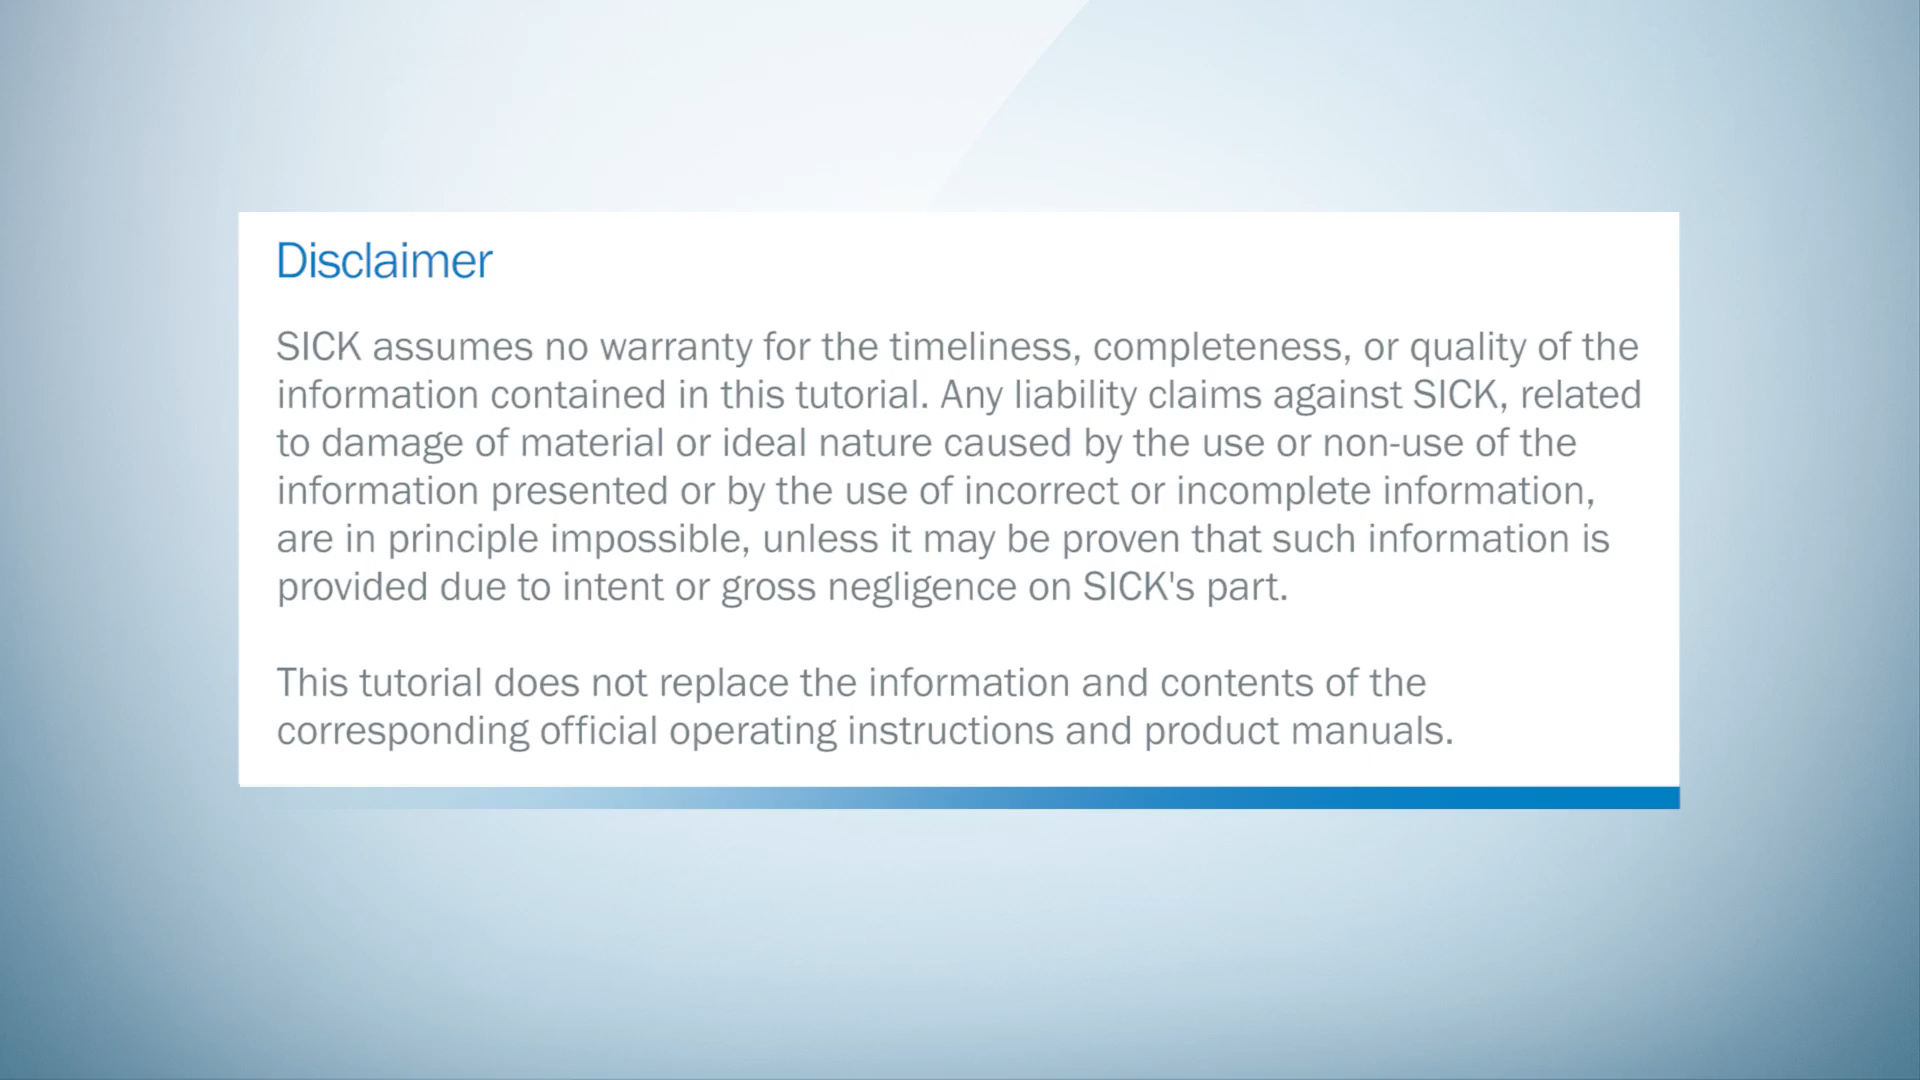 Disclaimer
SICK assumes no warranty for the timeliness, completeness, or quality of the
information contained in this tutorial. Any liability claims against SICK, related
to damage of material or ideal nature caused by the use or non-use of the
information presented or by the use of incorrect or incomplete information,
are in principle impossible, unless it may be proven that such information is
provided due to intent or gross negligence on SICK's part.
This tutorial does not replace the information and contents of the
corresponding official operating instructions and product manuals.